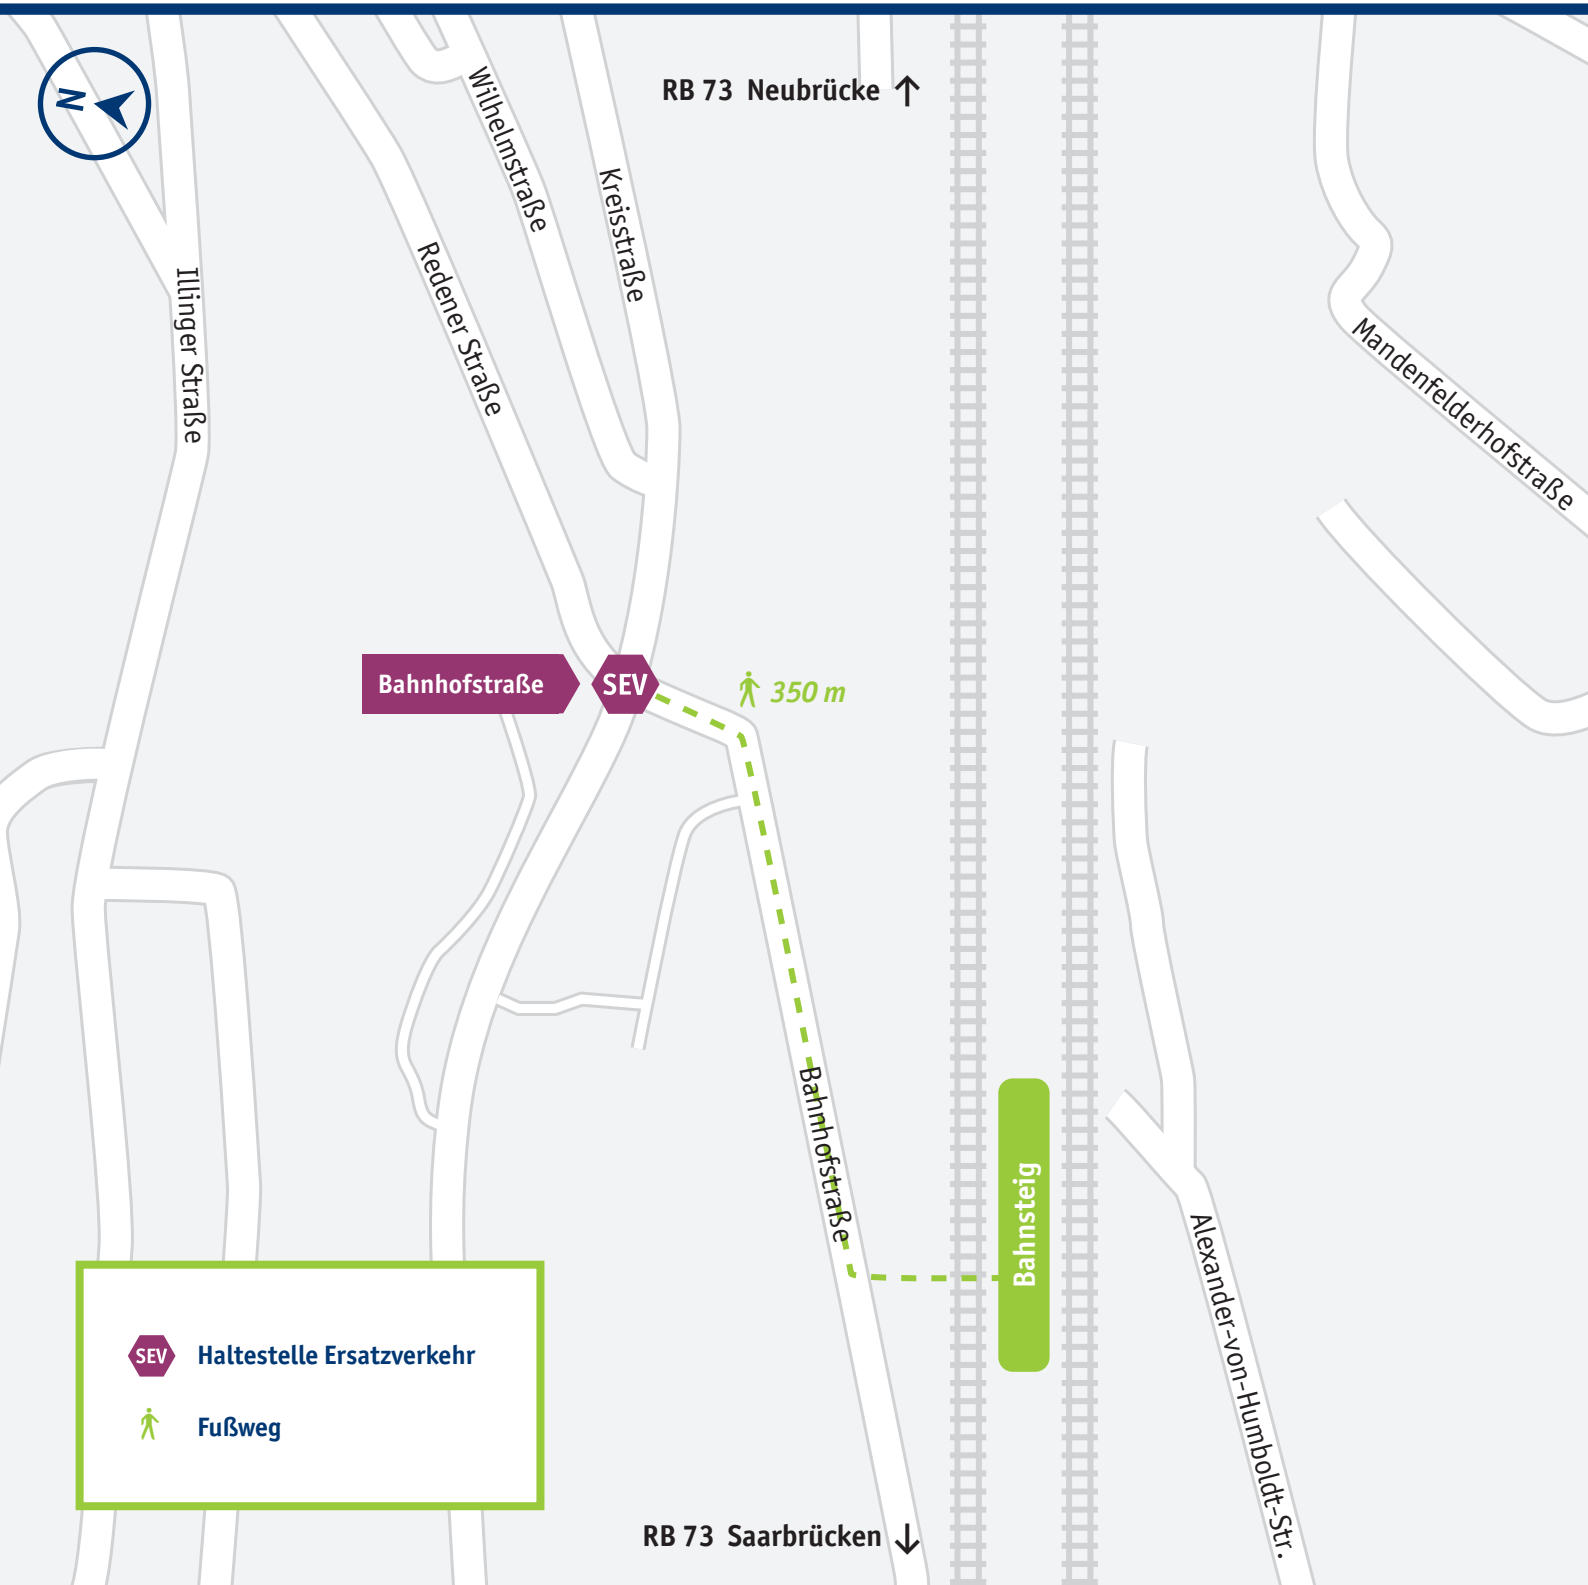 N
RB 73 Neubrücke
Wilhelmstraße
Kreisstraße
Redener Straße
Illinger Straße
Mandenfelderhofstraße
Bahnhofstraße
SEV
350 m
Bahnhofstraße
Bahnsteig
Alexander-von-Humboldt-Str.
SEV Haltestelle Ersatzverkehr
Fußweg
RB 73 Saarbrücken